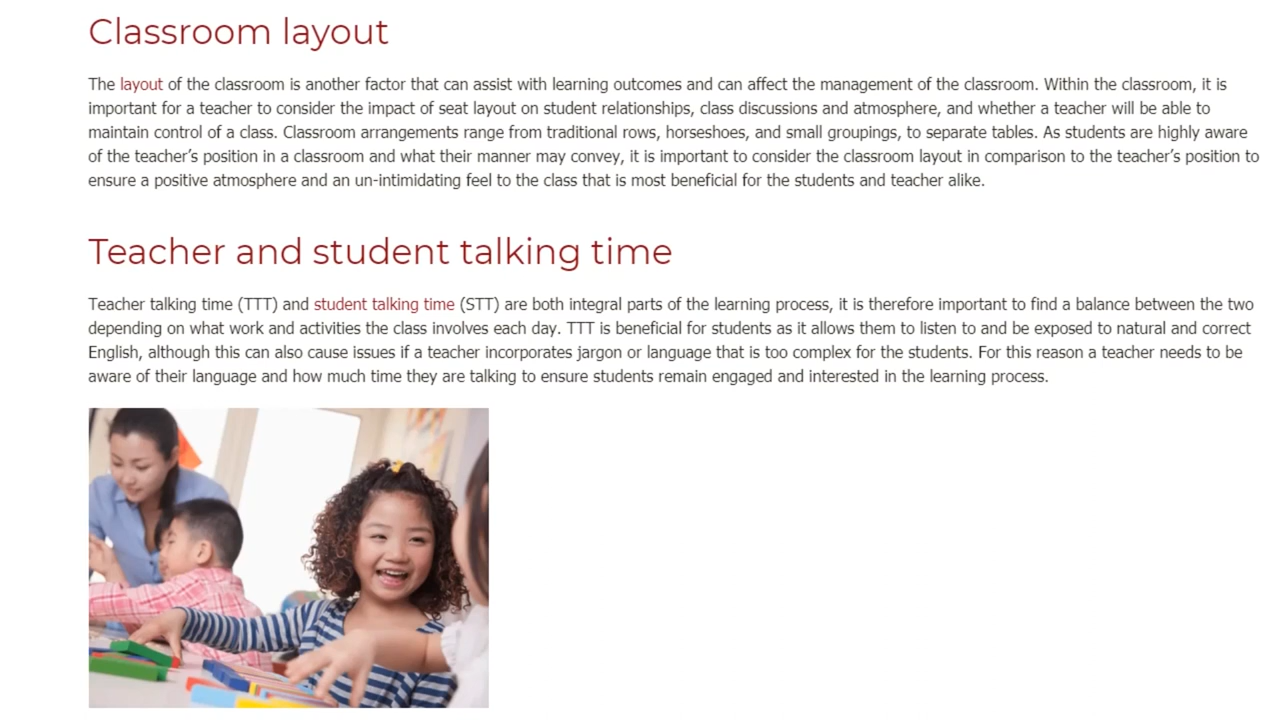 Classroom layout
The layout of the classroom is another factor that can assist with learning outcomes and can affect the management of the classroom. Within the classroom, it is
important for a teacher to consider the impact of seat layout on student relationships, class discussions and atmosphere, and whether a teacher will be able to
maintain control of a class. Classroom arrangements range from traditional rows, horseshoes, and small groupings, to separate tables. As students are highly aware
of the teacher’s position in a classroom and what their manner may convey, it is important to consider the classroom layout in comparison to the teacher’s position to
ensure a positive atmosphere and an un-intimidating feel to the class that is most beneficial for the students and teacher alike.
Teacher and student talking time
Teacher talking time (TTT) and student talking time (STT) are both integral parts of the learning process, it is therefore important to find a balance between the two
depending on what work and activities the class involves each day. TTT is beneficial for students as it allows them to listen to and be exposed to natural and correct
English, although this can also cause issues if a teacher incorporates jargon or language that is too complex for the students. For this reason a teacher needs to be
aware of their language and how much time they are talking to ensure students remain engaged and interested in the learning process.